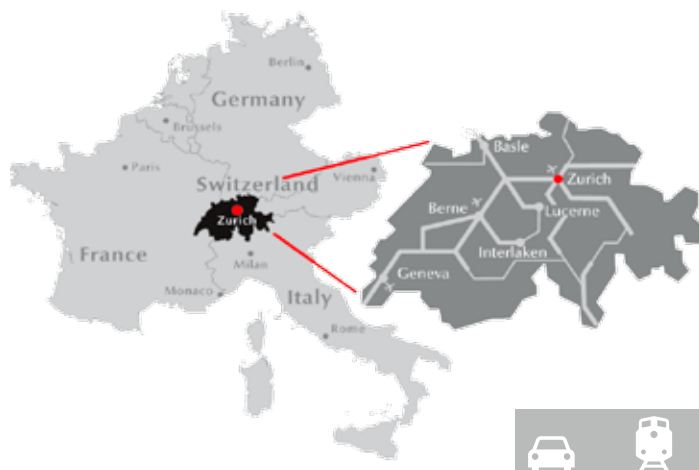 Berlin
Germany
Brussels
Paris
Switzerland
Vienna
Zurich
France
Milan
Monaco
Italy
Rome
Basle
Zurich
Berne
Lucerne
Interlaken
Geneva